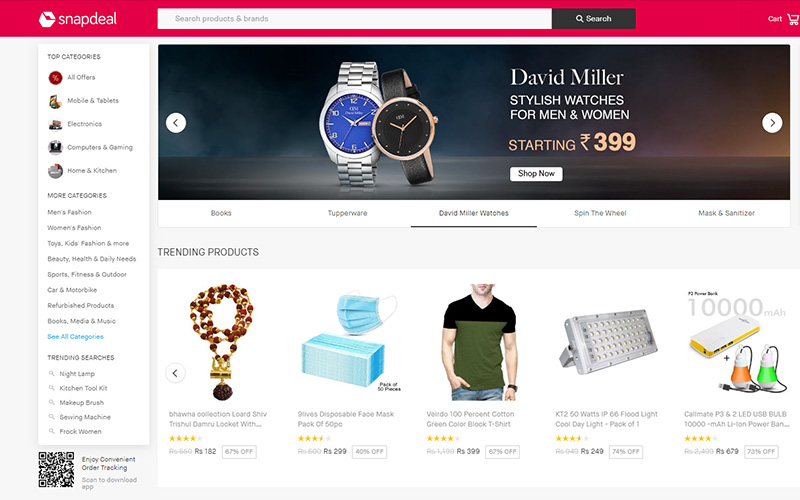 snapdeal
Search products & brands
Search
Cart
TOP CATEGORIES
All Offers
Mobile & Tablets
Electronics
Computers & Gaming
Home & Kitchen
MORE CATEGORIES
Men's Fashion
Women's Fashion
Toys, Kids' Fashion & more
Beauty, Health & Daily Needs
Sports, Fitness & Outdoor
Car & Motorbike
Refurbished Products
Books, Media & Music
See All Categories
TRENDING SEARCHES
Night Lamp
Kitchen Tool Kit
Makeup Brush
Sewing Machine
Frock Women
Enjoy Convenient
Order Tracking
Scan to download
app
David Miller
STYLISH WATCHES
FOR MEN & WOMEN
STARTING ₹399
Shop Now
Books
Tupperware
David Miller Watches
Spin The Wheel
Mask & Sanitizer
TRENDING PRODUCTS
Pack of
50 Pcs
P3 Power Bank
10000mAh
+
bhawna collection Loard Shiv
Trishul Damru Locket With...
Rs 550 Rs 182 67% OFF
9lives Disposable Face Mask
Pack Of 50pc
Rs 500 Rs 299 40% OFF
Veirdo 100 Percent Cotton
Green Color Block T-Shirt
Rs 1,199 Rs 399 67% OFF
KT2 50 Watts IP 66 Flood Light
Cool Day Light - Pack of 1
Rs 949 Rs 249 74% OFF
Callmate P3 & 2 LED USB BULB
10000 -mAh Li-Ion Power Ban...
Rs 2,499 Rs 679 73% OFF